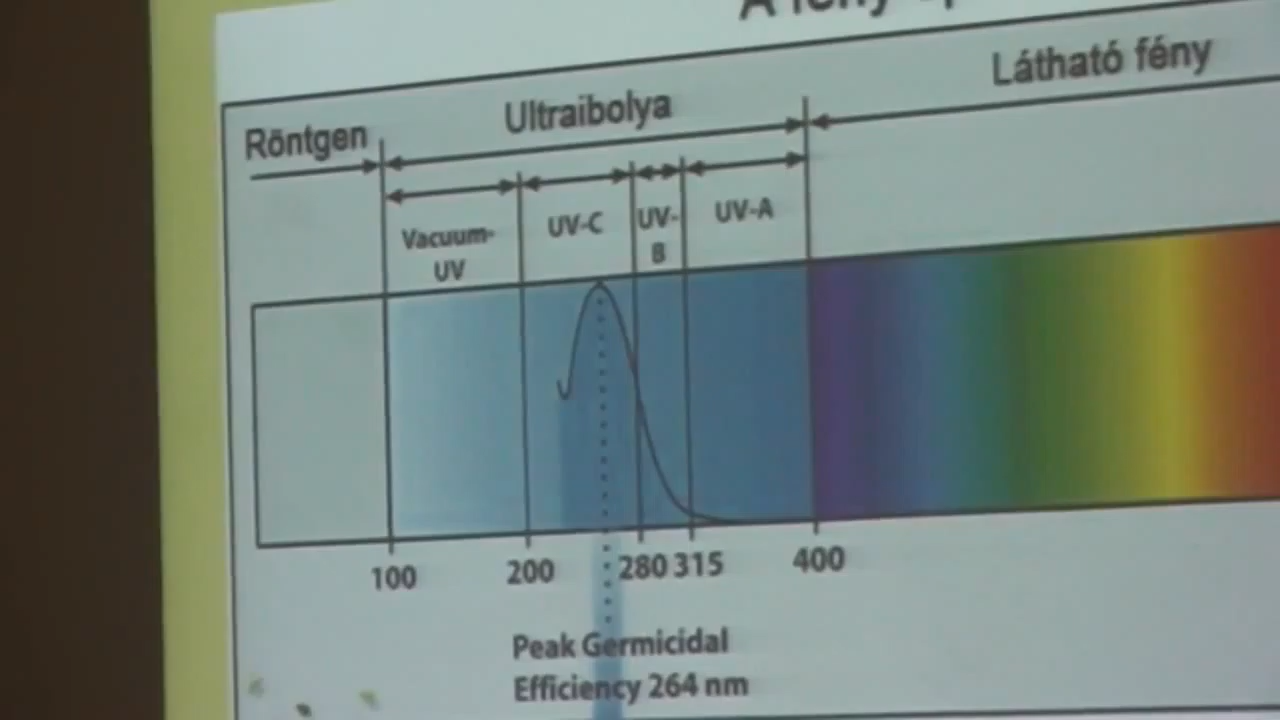 A fény
Látható fény
Ultraibolya
Röntgen
Vacuum-
UV
UV-C
UV-
B
UV-A
100
200
280
315
400
Peak Germicidal
Efficiency 264 nm